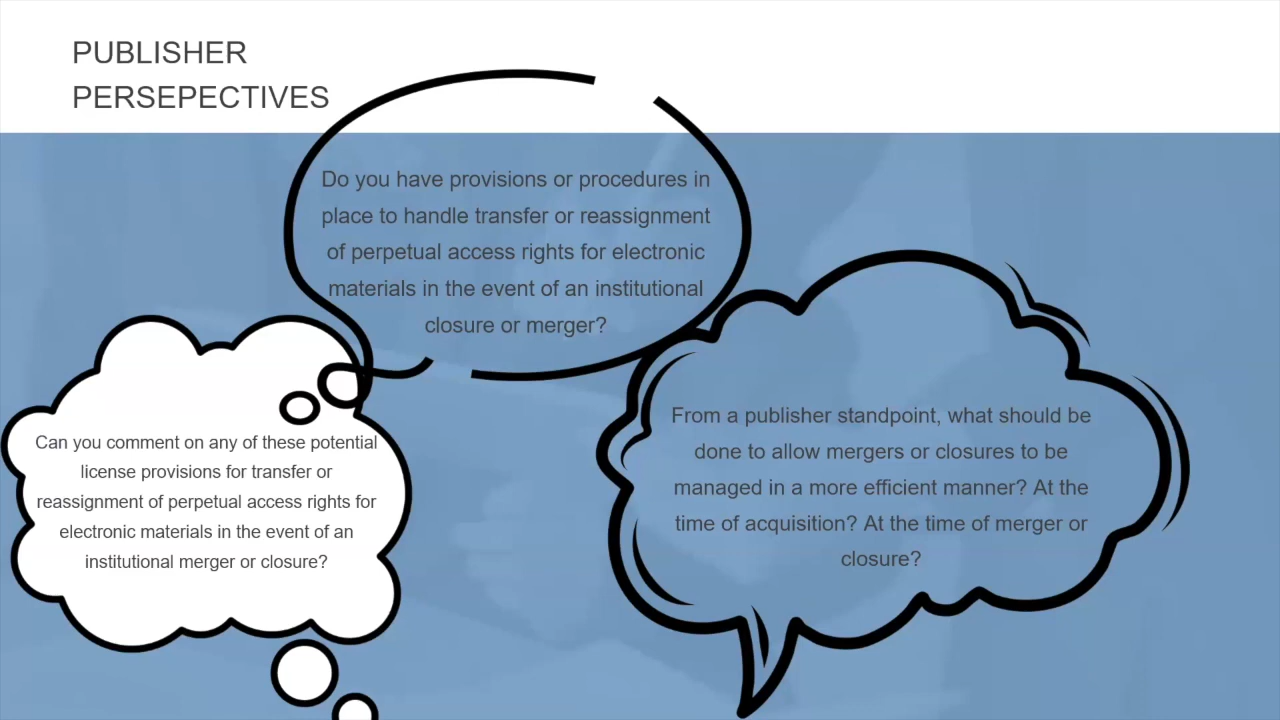 PUBLISHER
PERSEPECTIVES
Do you have provisions or procedures in
place to handle transfer or reassignment
of perpetual access rights for electronic
materials in the event of an institutional
closure or merger?
Can you comment on any of these potential
license provisions for transfer or
reassignment of perpetual access rights for
electronic materials in the event of an
institutional merger or closure?
From a publisher standpoint, what should be
done to allow mergers or closures to be
managed in a more efficient manner? At the
time of acquisition? At the time of merger or
closure?